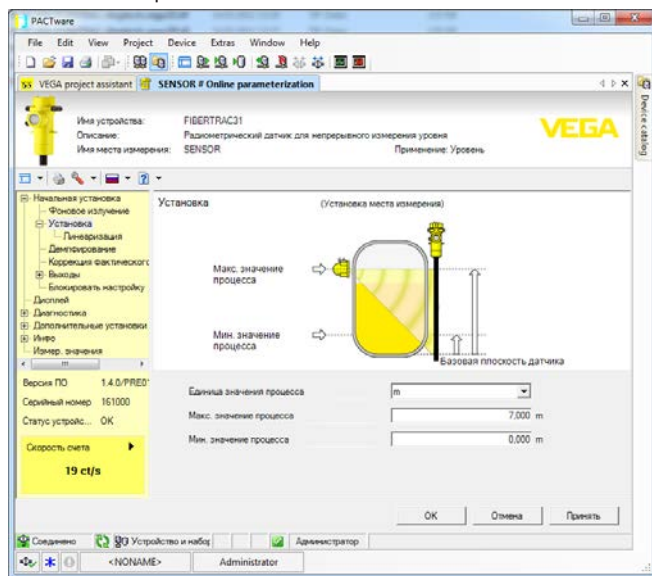 PACTware
File Edit View Project Device Extras Window Help
VEGA project assistant SENSOR # Online parameterization
Device catalog
Имя устройства: FIBERTRAC31
Описание: Радиометрический датчик для непрерывного измерения уровня
Имя места измерения: SENSOR Применение: Уровень
VEGA
Начальная установка
Фоновое излучение
Установка
Линеаризация
Демпфирование
Коррекция фактического
Выходы
Блокировать настройку
Дисплей
Диагностика
Дополнительные установки
Инфо
Измер. значения
Установка (Установка места измерения)
Макс. значение
процесса
Мин. значение
процесса
Базовая плоскость датчика
Версия ПО 1.4.0/PRE0
Серийный номер 161000
Статус устройс... OK
Скорость счета
19 ct/s
Единица значения процесса m
Макс. значение процесса 7,000 m
Мин. значение процесса 0,000 m
OK Отмена Принять
Соединено Устройство и набор Администратор
<NONAME> Administrator